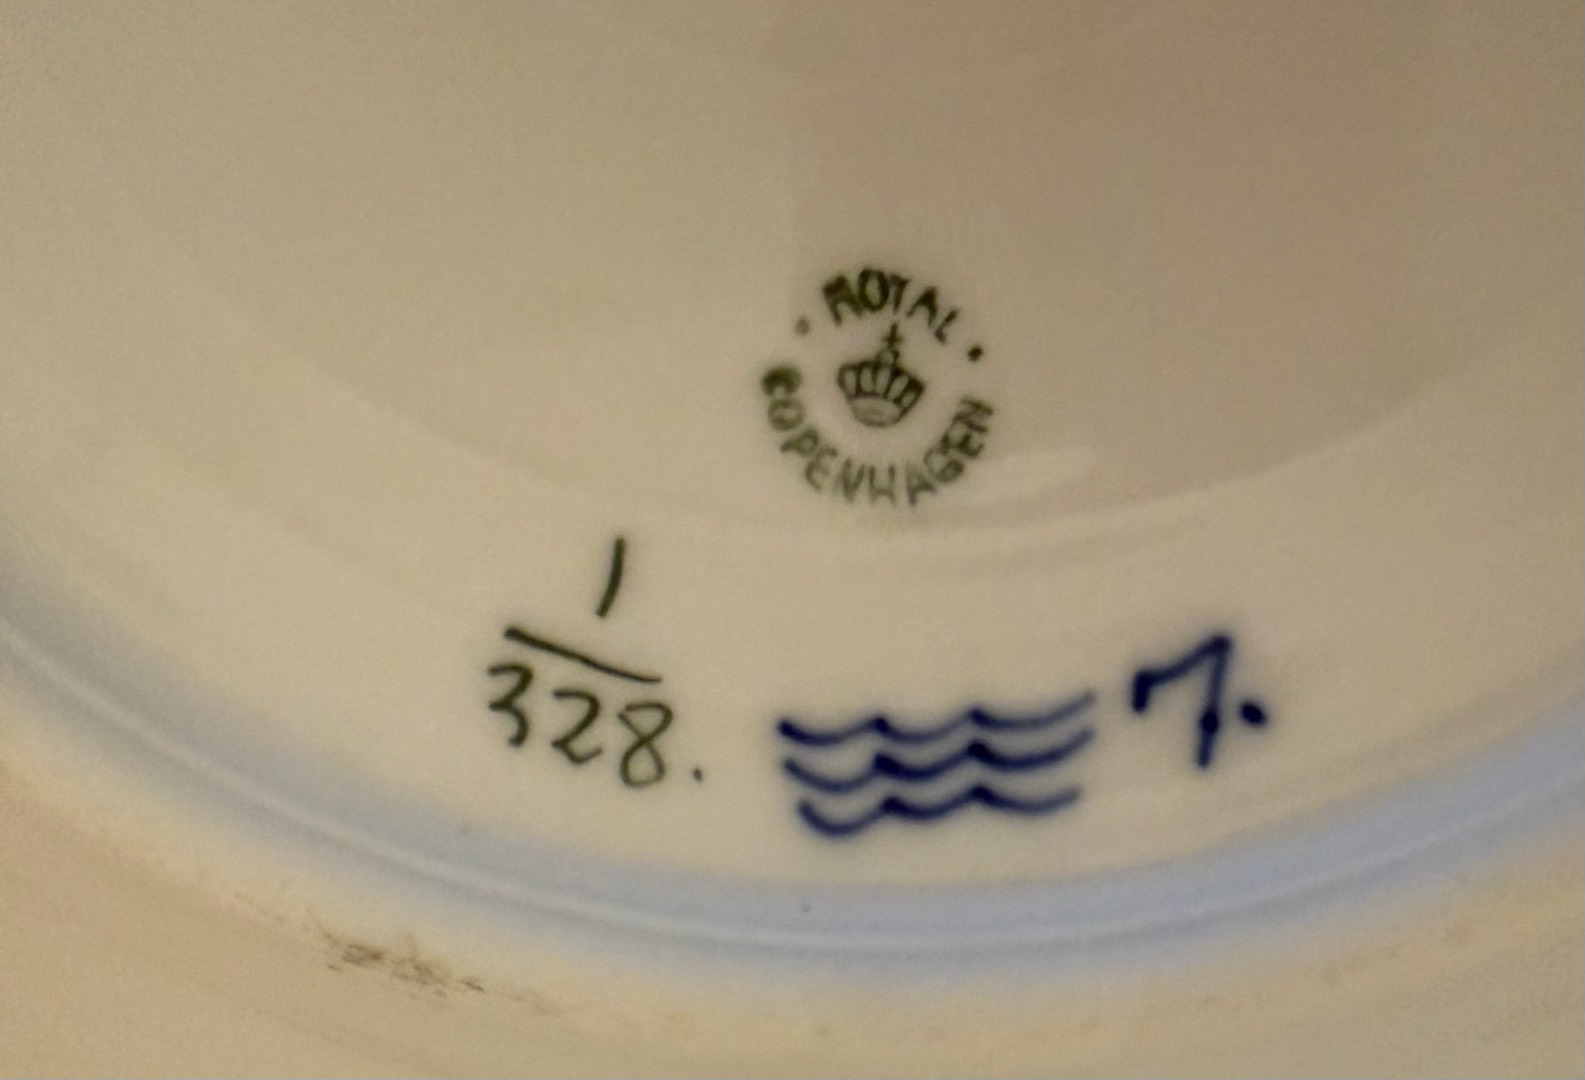 · ROYAL ·
COPENHAGEN
1
328.
7.